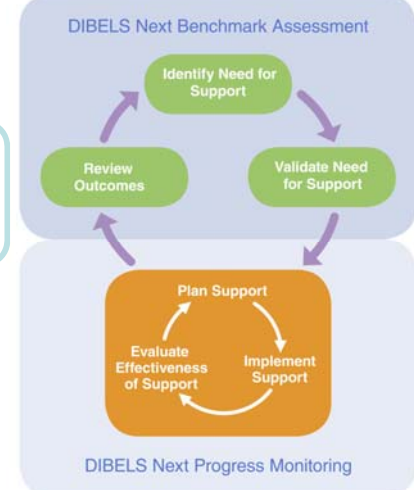 DIBELS Next Benchmark Assessment
Identify Need for
Support
Review
Outcomes
Validate Need
for Support
Plan Support
Evaluate
Effectiveness
of Support
Implement
Support
DIBELS Next Progress Monitoring